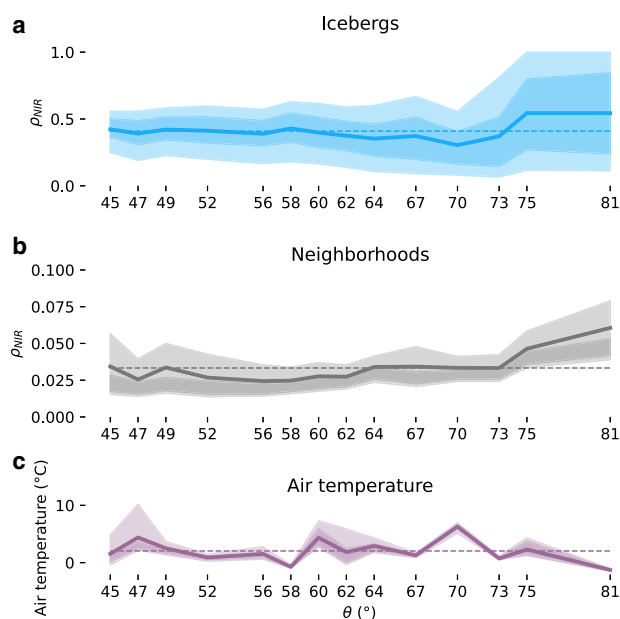 a
Icebergs
ρNIR
1.0
0.5
0.0
45 47 49 52 56 58 60 62 64 67 70 73 75 81
b
Neighborhoods
ρNIR
0.100
0.075
0.050
0.025
0.000
45 47 49 52 56 58 60 62 64 67 70 73 75 81
c
Air temperature
Air temperature (°C)
10
0
45 47 49 52 56 58 60 62 64 67 70 73 75 81
θ (°)